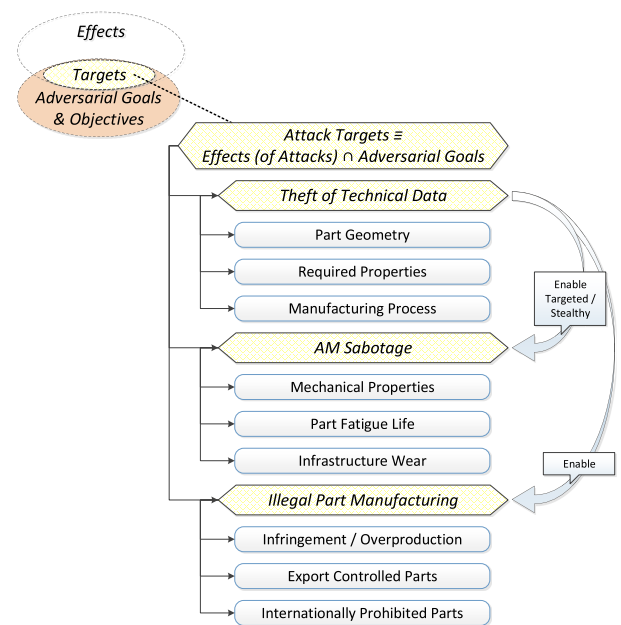 Effects
Targets
Adversarial Goals
& Objectives
Attack Targets ≡
Effects (of Attacks) ∩ Adversarial Goals
Theft of Technical Data
Part Geometry
Required Properties
Manufacturing Process
Enable
Targeted /
Stealthy
AM Sabotage
Mechanical Properties
Part Fatigue Life
Infrastructure Wear
Enable
Illegal Part Manufacturing
Infringement / Overproduction
Export Controlled Parts
Internationally Prohibited Parts